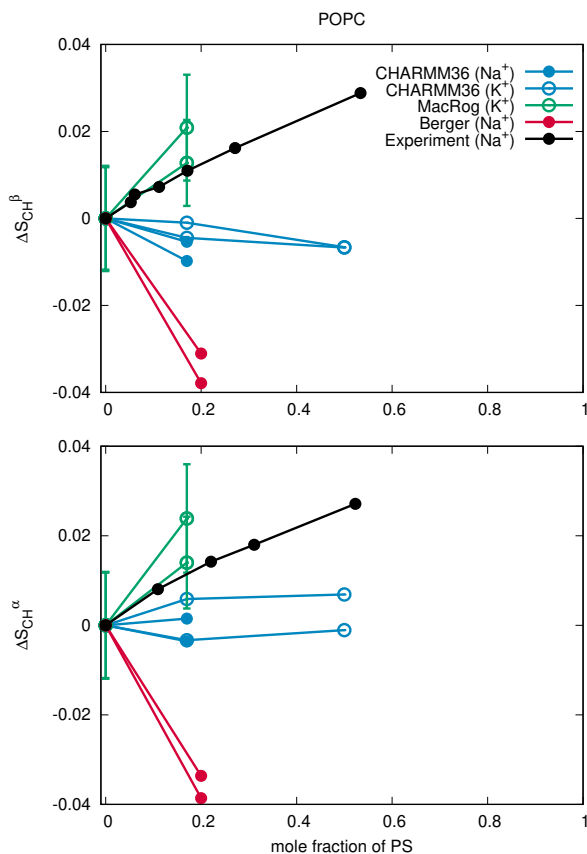 POPC
0.04
0.02
0
-0.02
-0.04
ΔS_CH^β
CHARMM36 (Na⁺)
CHARMM36 (K⁺)
MacRog (K⁺)
Berger (Na⁺)
Experiment (Na⁺)
0 0.2 0.4 0.6 0.8 1
0.04
0.02
0
-0.02
-0.04
ΔS_CH^α
0 0.2 0.4 0.6 0.8 1
mole fraction of PS